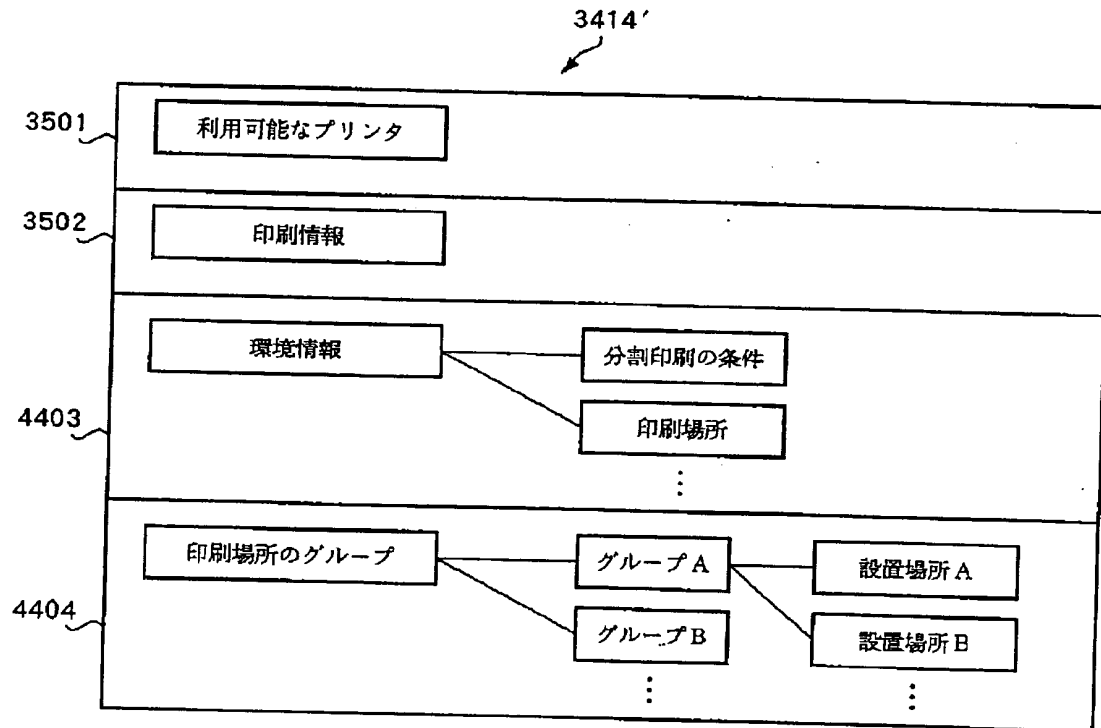 3414′
3501
利用可能なプリンタ
3502
印刷情報
4403
環境情報
分割印刷の条件
印刷場所
⋮
4404
印刷場所のグループ
グループA
設置場所A
グループB
設置場所B
⋮
⋮